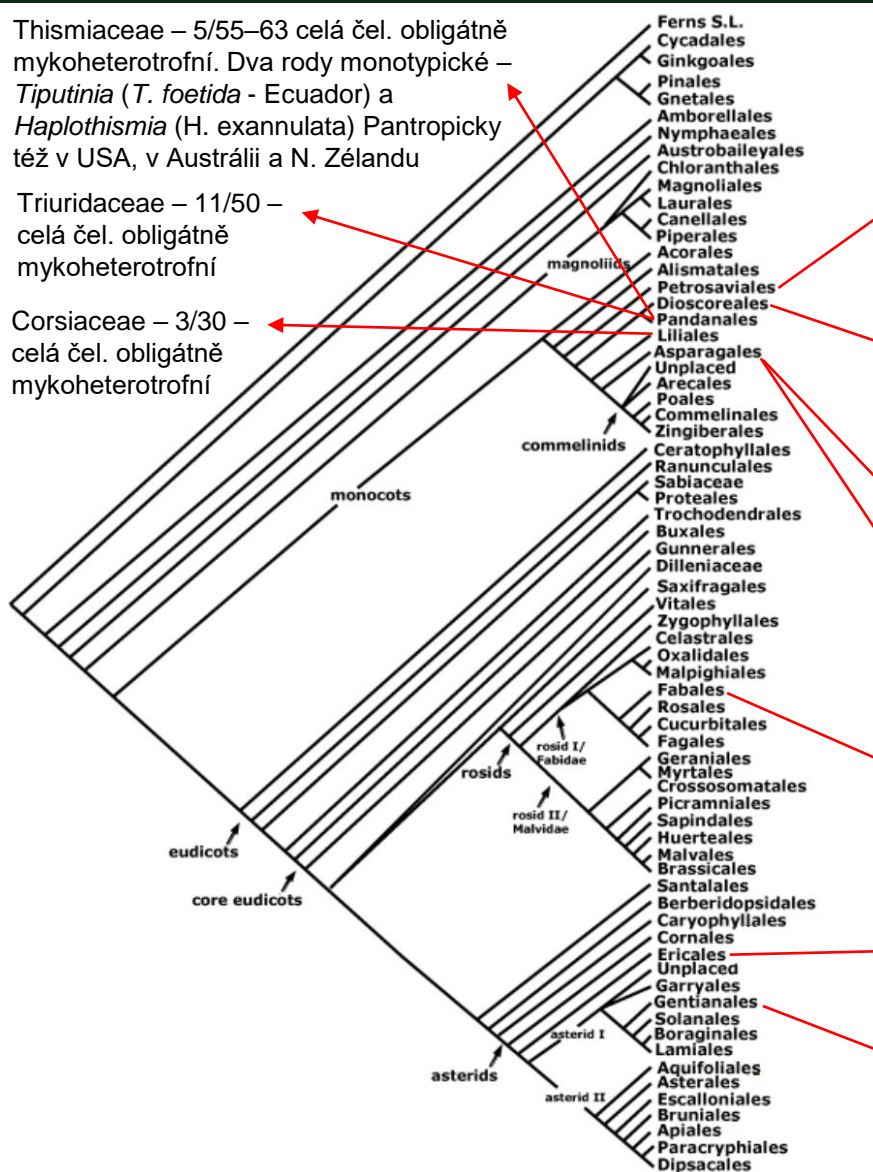 Thismiaceae – 5/55–63 celá čel. obligátně
mykoheterotrofní. Dva rody monotypické –
Tiputinia (T. foetida - Ecuador) a
Haplothismia (H. exannulata) Pantropicky
též v USA, v Austrálii a N. Zélandu
Triuridaceae – 11/50 –
celá čel. obligátně
mykoheterotrofní
Corsiaceae – 3/30 –
celá čel. obligátně
mykoheterotrofní
Ferns S.L.
Cycadales
Ginkgoales
Pinales
Gnetales
Amborellales
Nymphaeales
Austrobaileyales
Chloranthales
Magnoliales
Laurales
Canellales
Piperales
magnoliids
Acorales
Alismatales
Petrosaviales
Dioscoreales
Pandanales
Liliales
Asparagales
Unplaced
Arecales
Poales
Commelinales
Zingiberales
commelinids
monocots
Ceratophyllales
Ranunculales
Sabiaceae
Proteales
Trochodendrales
Buxales
Gunnerales
Dilleniaceae
Saxifragales
Vitales
Zygophyllales
Celastrales
Oxalidales
Malpighiales
Fabales
Rosales
Cucurbitales
Fagales
rosid I/
Fabidae
rosids
Geraniales
Myrtales
Crossosomatales
Picramniales
Sapindales
Huerteales
Malvales
Brassicales
rosid II/
Malvidae
eudicots
core eudicots
Santalales
Berberidopsidales
Caryophyllales
Cornales
Ericales
Unplaced
Garryales
Gentianales
Solanales
Boraginales
Lamiales
asterid I
asterids
Aquifoliales
Asterales
Escalloniales
Bruniales
Apiales
Paracryphiales
Dipsacales
asterid II